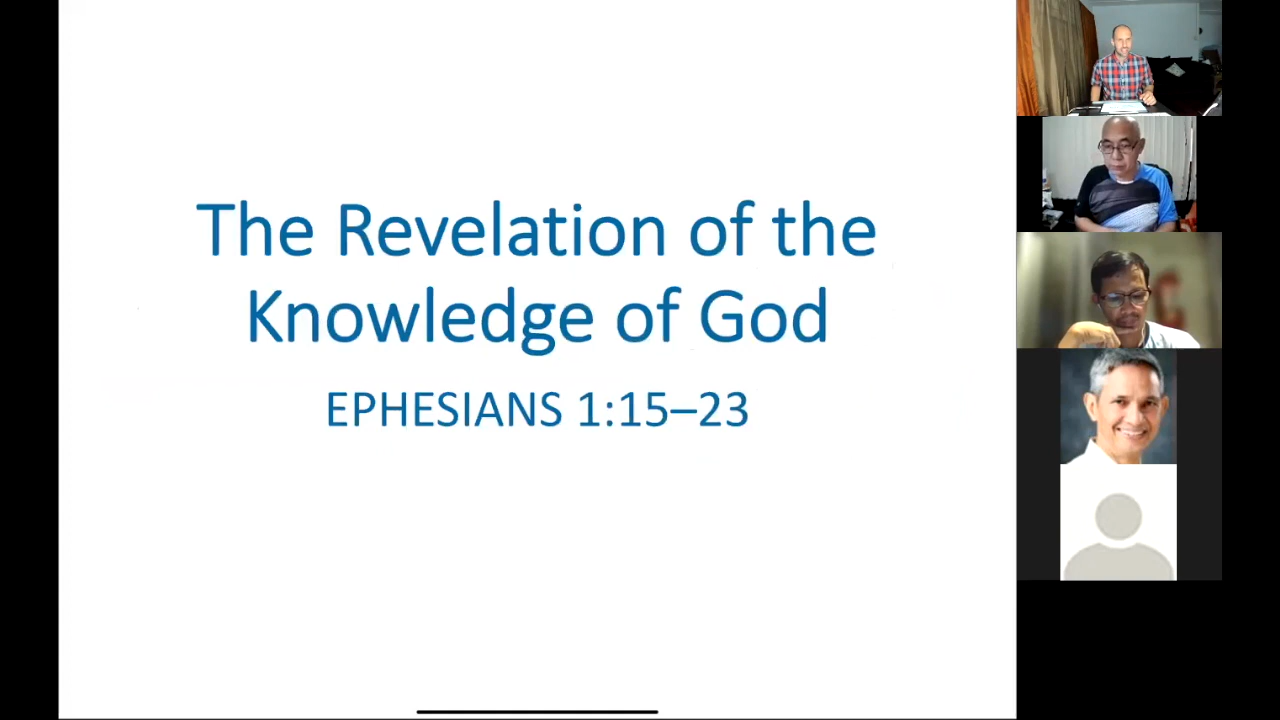 The Revelation of the
Knowledge of God
EPHESIANS 1:15–23